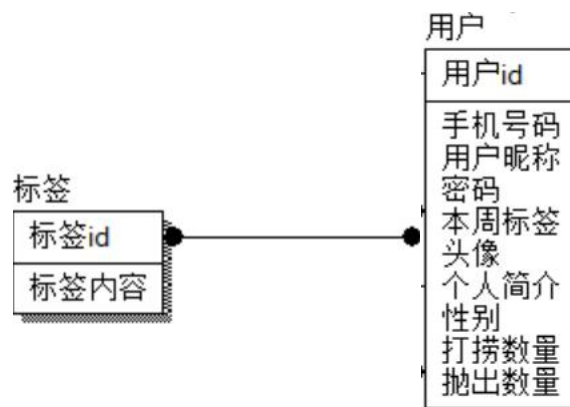 用户
用户id
手机号码
用户昵称
密码
本周标签
头像
个人简介
性别
打捞数量
抛出数量
标签
标签id
标签内容